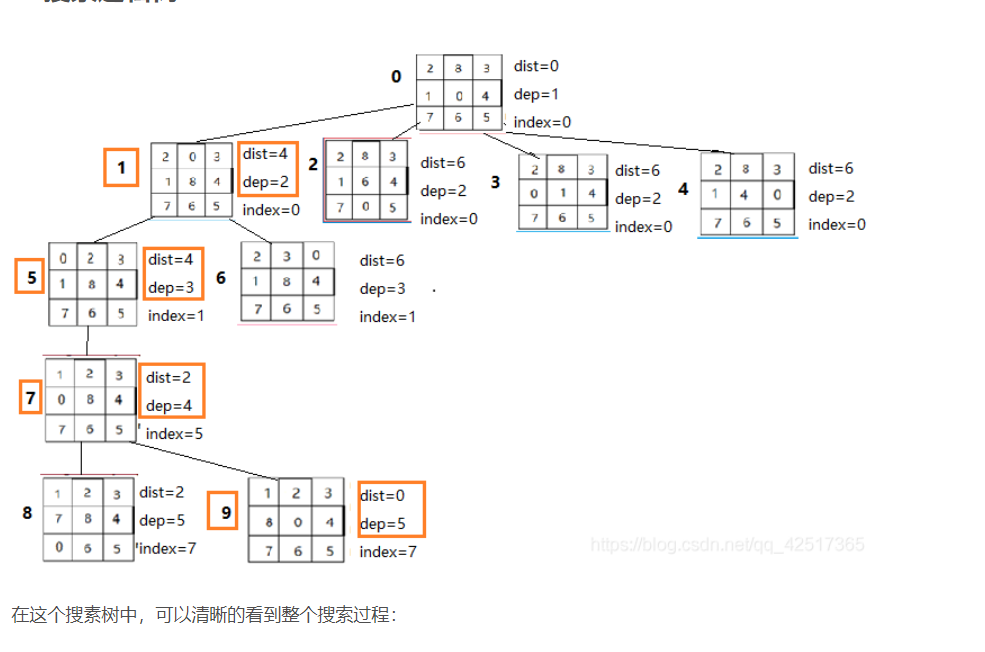 0
2 8 3
1 0 4
7 6 5
dist=0
dep=1
index=0
1
2 0 3
1 8 4
7 6 5
dist=4
dep=2
index=0
2
2 8 3
1 6 4
7 0 5
dist=6
dep=2
index=0
3
2 8 3
0 1 4
7 6 5
dist=6
dep=2
index=0
4
2 8 3
1 4 0
7 6 5
dist=6
dep=2
index=0
5
0 2 3
1 8 4
7 6 5
dist=4
dep=3
index=1
6
2 3 0
1 8 4
7 6 5
dist=6
dep=3
index=1
7
1 2 3
0 8 4
7 6 5
dist=2
dep=4
index=5
8
1 2 3
7 8 4
0 6 5
dist=2
dep=5
index=7
9
1 2 3
8 0 4
7 6 5
dist=0
dep=5
index=7
https://blog.csdn.net/qq_42517365
在这个搜素树中，可以清晰的看到整个搜索过程：